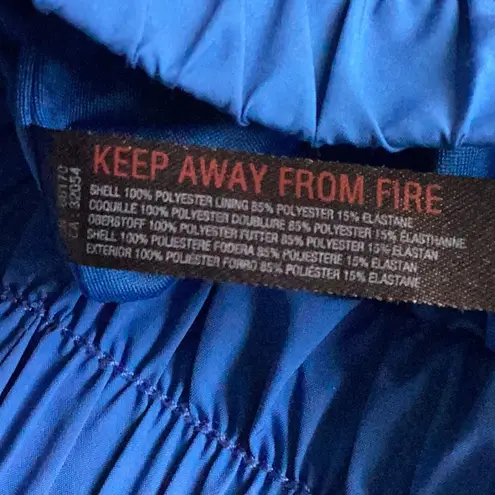 KEEP AWAY FROM FIRE
SHELL 100% POLYESTER LINING 85% POLYESTER 15% ELASTANE
COQUILLE 100% POLYESTER DOUBLURE 85% POLYESTER 15% ELASTHANNE
OBERSTOFF 100% POLYESTER FUTTER 85% POLYESTER 15% ELASTAN
SHELL 100% POLIESTERE FODERA 85% POLIESTERE 15% ELASTAN
EXTERIOR 100% POLIÉSTER FORRO 85% POLIÉSTER 15% ELASTANE
CA : 32054